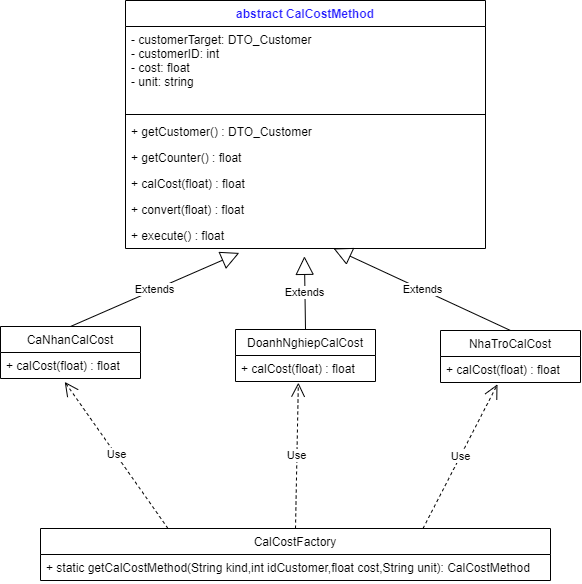 abstract CalCostMethod
- customerTarget: DTO_Customer
- customerID: int
- cost: float
- unit: string
+ getCustomer() : DTO_Customer
+ getCounter() : float
+ calCost(float) : float
+ convert(float) : float
+ execute() : float
Extends
Extends
Extends
CaNhanCalCost
+ calCost(float) : float
DoanhNghiepCalCost
+ calCost(float) : float
NhaTroCalCost
+ calCost(float) : float
Use
Use
Use
CalCostFactory
+ static getCalCostMethod(String kind,int idCustomer,float cost,String unit): CalCostMethod